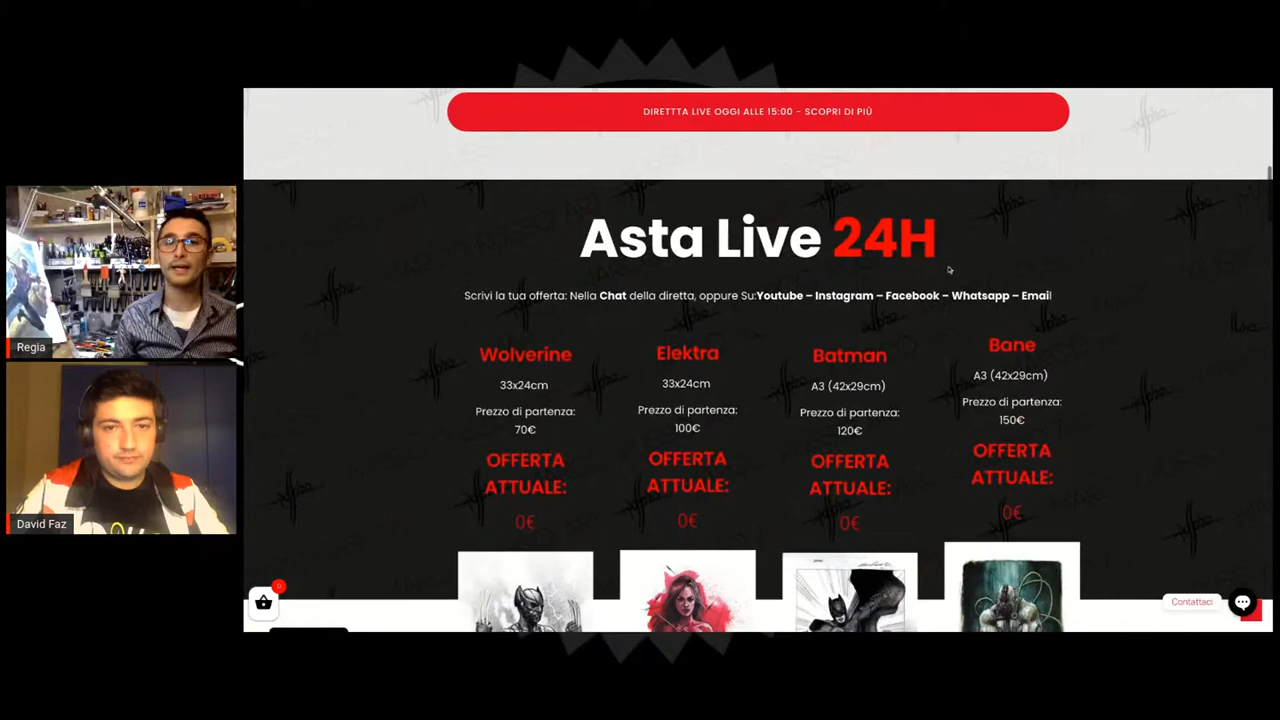 DIRETTTA LIVE OGGI ALLE 15:00 - SCOPRI DI PIÙ
Asta Live 24H
Scrivi la tua offerta: Nella Chat della diretta, oppure Su:Youtube – Instagram – Facebook – Whatsapp – Email
Wolverine
33x24cm
Prezzo di partenza:
70€
OFFERTA
ATTUALE:
0€
Elektra
33x24cm
Prezzo di partenza:
100€
OFFERTA
ATTUALE:
0€
Batman
A3 (42x29cm)
Prezzo di partenza:
120€
OFFERTA
ATTUALE:
0€
Bane
A3 (42x29cm)
Prezzo di partenza:
150€
OFFERTA
ATTUALE:
0€
Regia
David Faz
0
Contattaci